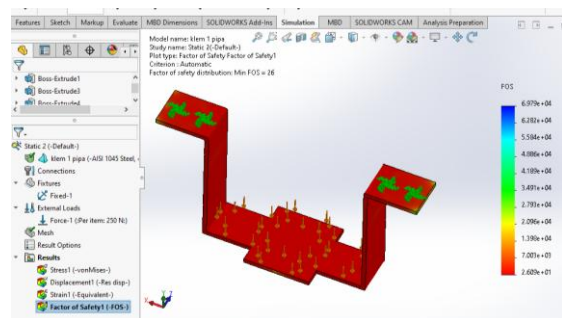 Features Sketch Markup Evaluate MBD Dimensions SOLIDWORKS Add-Ins Simulation MBD SOLIDWORKS CAM Analysis Preparation
Model name: klem 1 pipa
Study name: Static 2(-Default-)
Plot type: Factor of Safety Factor of Safety1
Criterion : Automatic
Factor of safety distribution: Min FOS = 26
Boss-Extrude1
Boss-Extrude3
Boss-Extrude4
Static 2 (-Default-)
klem 1 pipa (-AISI 1045 Steel,
Connections
Fixtures
Fixed-1
External Loads
Force-1 (:Per item: 250 N:)
Mesh
Result Options
Results
Stress1 (-vonMises-)
Displacement1 (-Res disp-)
Strain1 (-Equivalent-)
Factor of Safety1 (-FOS-)
FOS
6.979e+04
6.282e+04
5.584e+04
4.886e+04
4.189e+04
3.491e+04
2.793e+04
2.095e+04
1.398e+04
7.001e+03
2.609e+01